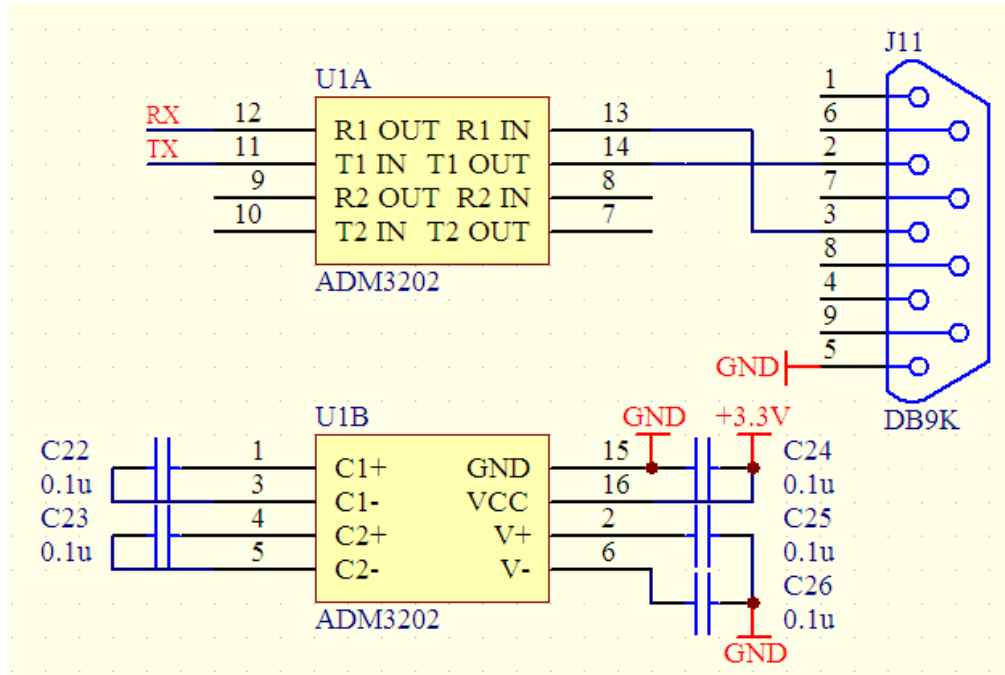 J11
U1A
1
RX 12 R1 OUT R1 IN 13
6
TX 11 T1 IN T1 OUT 14
2
9 R2 OUT R2 IN 8
7
10 T2 IN T2 OUT 7
3
8
ADM3202
4
9
GND 5
U1B GND +3.3V DB9K
C22 1 C1+ GND 15 C24
0.1u 3 C1- VCC 16 0.1u
C23 4 C2+ V+ 2 C25
0.1u 5 C2- V- 6 0.1u
C26
ADM3202 0.1u
GND